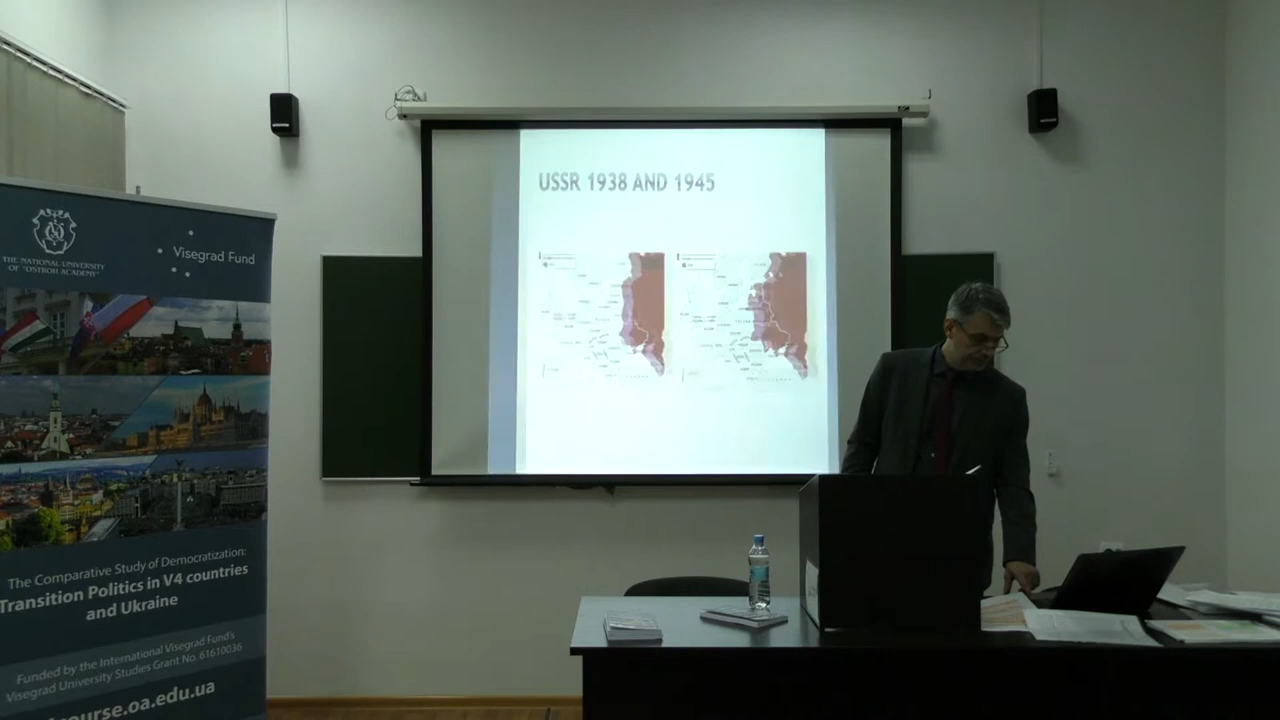 USSR 1938 AND 1945
THE NATIONAL UNIVERSITY
OF "OSTROH ACADEMY"
Visegrad Fund
The Comparative Study of Democratization:
Transition Politics in V4 countries
and Ukraine
Funded by the International Visegrad Fund's
Visegrad University Studies Grant No. 61610036
course.oa.edu.ua